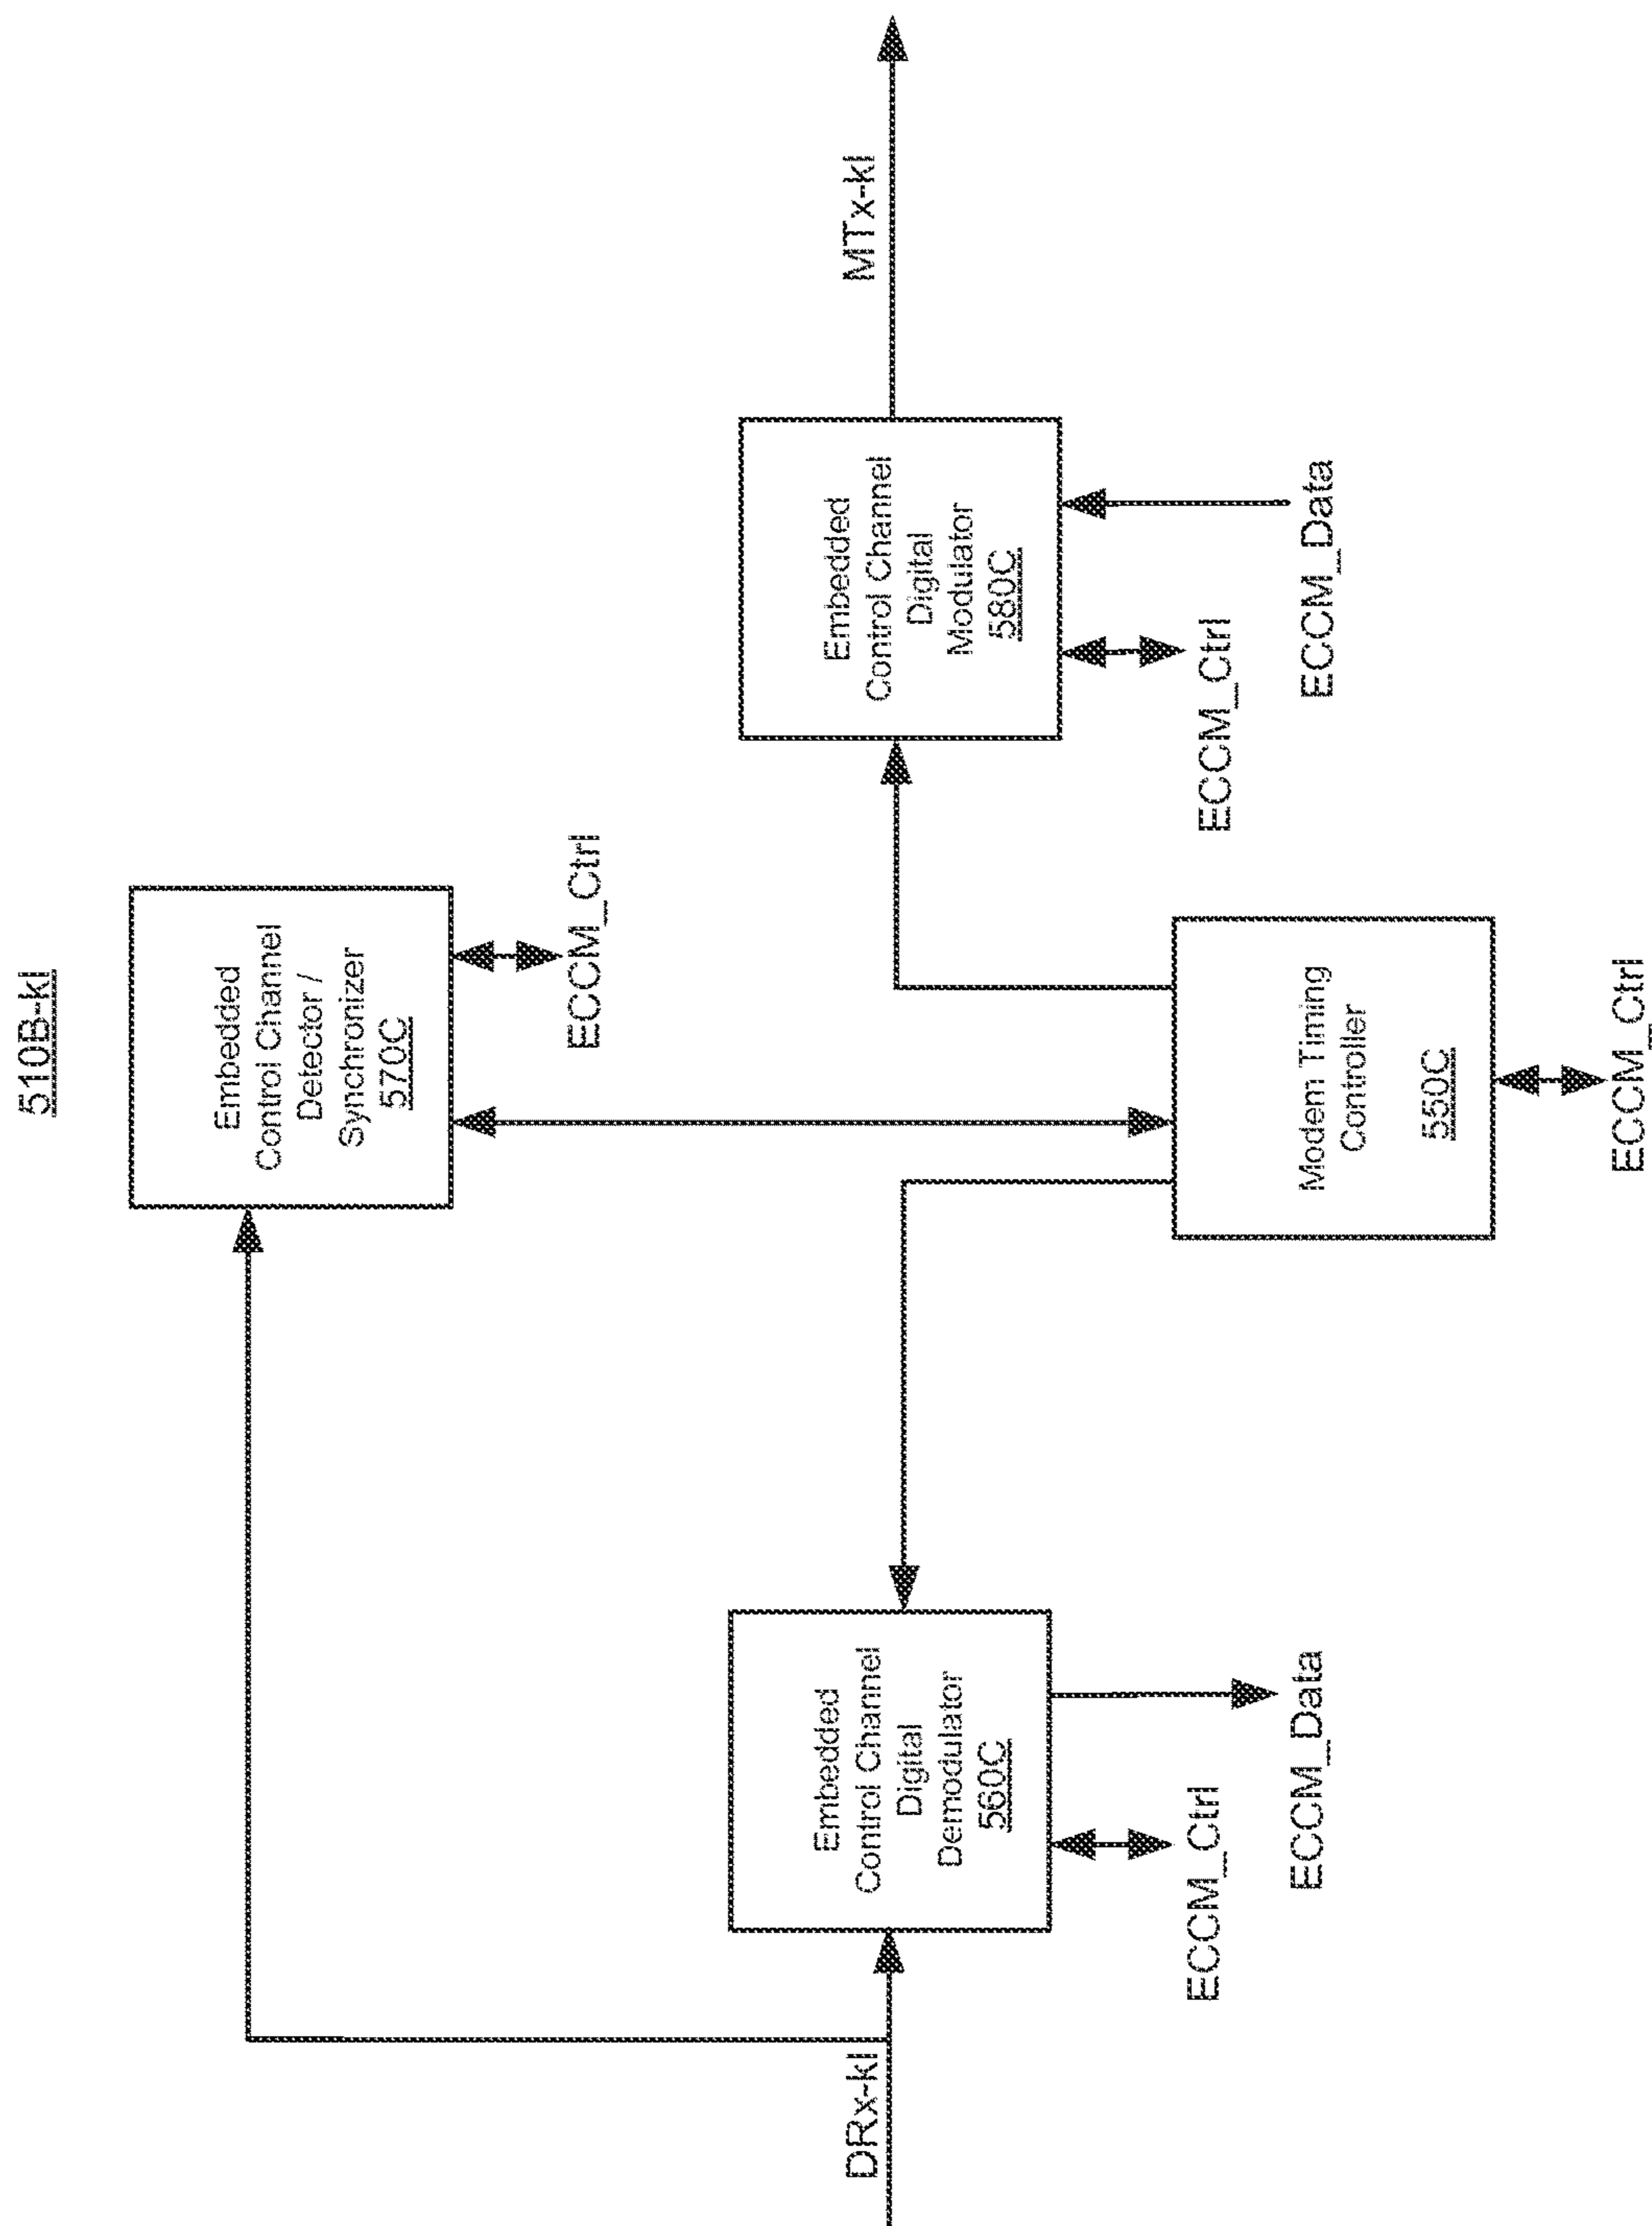 510B-kl
Embedded
Control Channel
Detector /
Synchronizer
570C
ECCM_Ctrl
DRx-kl
Embedded
Control Channel
Digital
Demodulator
560C
ECCM_Ctrl
ECCM_Data
Embedded
Control Channel
Digital
Modulator
580C
ECCM_Ctrl
ECCM_Data
MTx-kl
Modem Timing
Controller
550C
ECCM_Ctrl